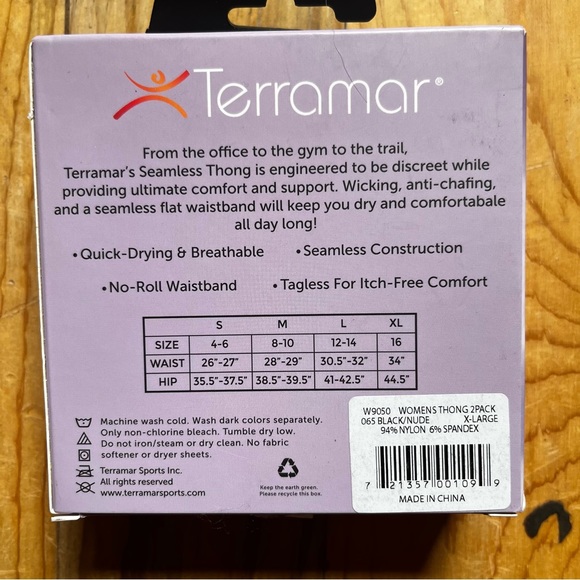 Terramar®
From the office to the gym to the trail,
Terramar's Seamless Thong is engineered to be discreet while
providing ultimate comfort and support. Wicking, anti-chafing,
and a seamless flat waistband will keep you dry and comfortabale
all day long!
• Quick-Drying & Breathable • Seamless Construction
• No-Roll Waistband • Tagless For Itch-Free Comfort
S M L XL
SIZE 4-6 8-10 12-14 16
WAIST 26"-27" 28"-29" 30.5"-32" 34"
HIP 35.5"-37.5" 38.5"-39.5" 41-42.5" 44.5"
Machine wash cold. Wash dark colors separately.
Only non-chlorine bleach. Tumble dry low.
Do not iron/steam or dry clean. No fabric
softener or dryer sheets.
Terramar Sports Inc.
All rights reserved
www.terramarsports.com
Keep the earth green.
Please recycle this box.
W9050 WOMENS THONG 2PACK
065 BLACK/NUDE X-LARGE
94% NYLON 6% SPANDEX
7 21357 00109 9
MADE IN CHINA